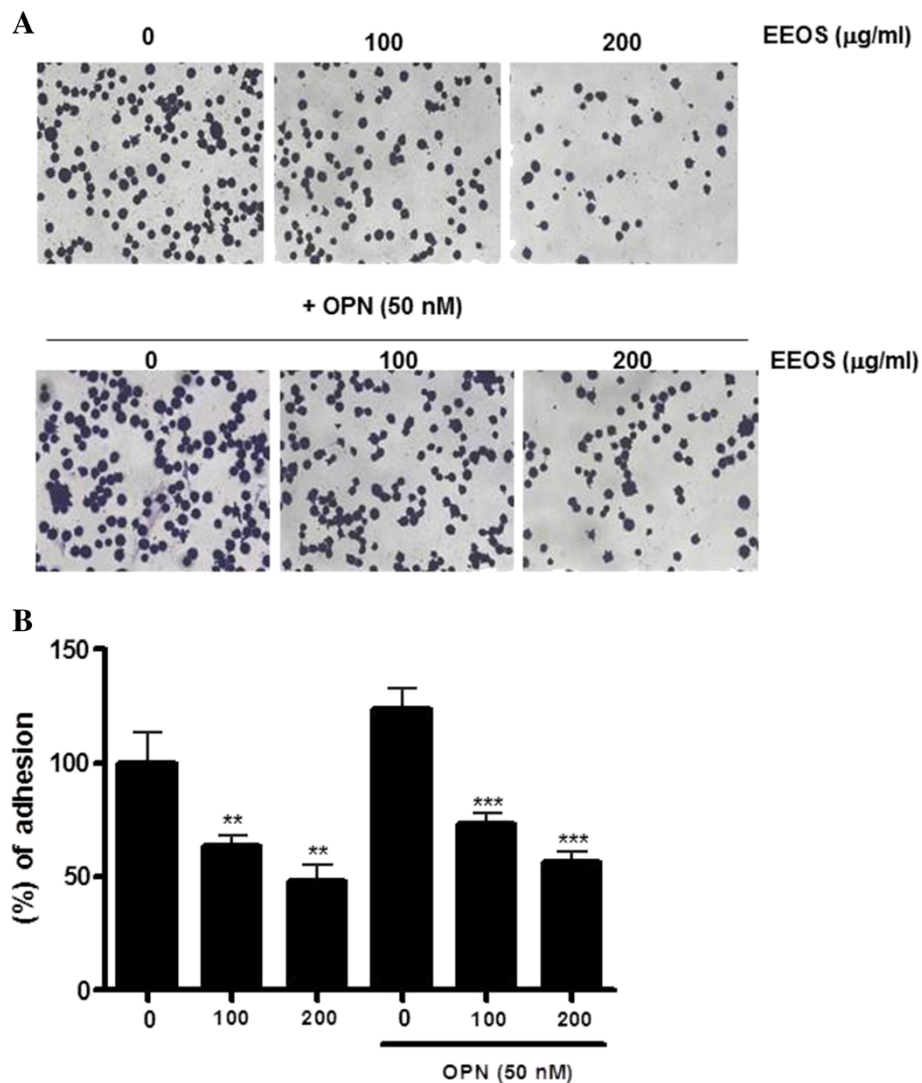 A
0 100 200 EEOS (μg/ml)
+ OPN (50 nM)
0 100 200 EEOS (μg/ml)
B
(%) of adhesion
150
100
50
0
** ** *** ***
0 100 200 0 100 200
OPN (50 nM)